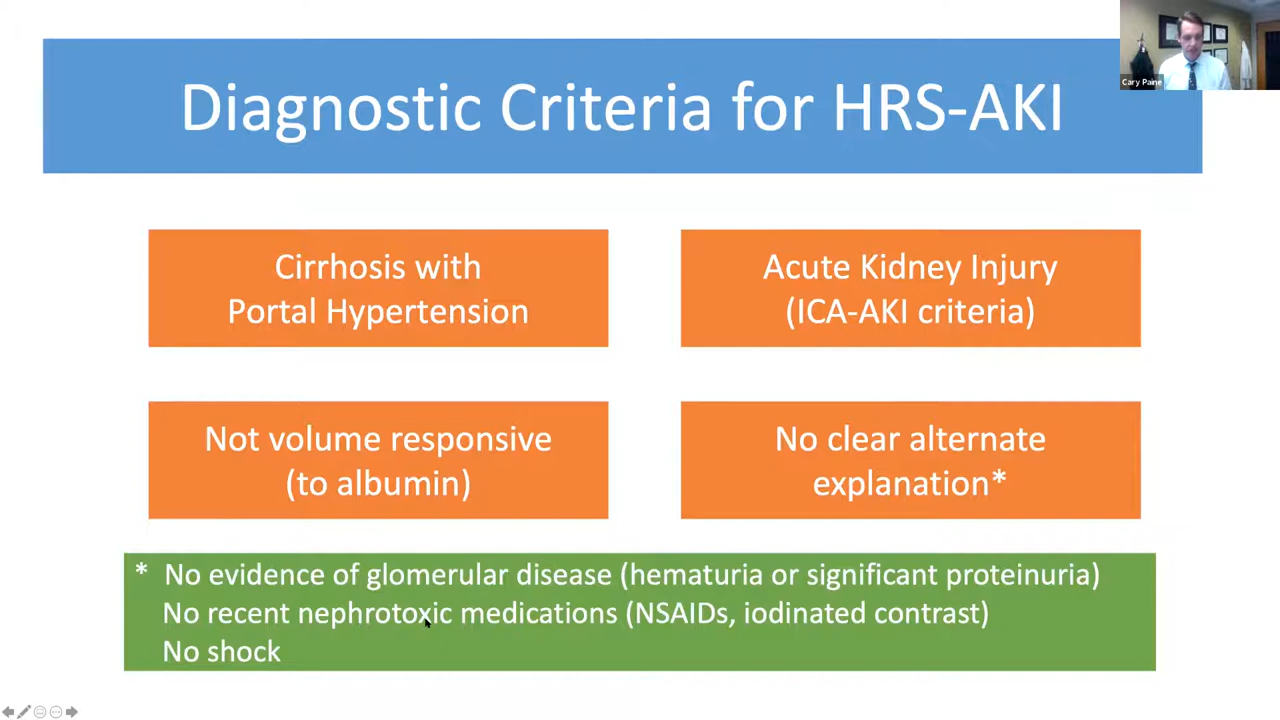 Diagnostic Criteria for HRS-AKI
Cary Paine
Cirrhosis with
Portal Hypertension
Acute Kidney Injury
(ICA-AKI criteria)
Not volume responsive
(to albumin)
No clear alternate
explanation*
* No evidence of glomerular disease (hematuria or significant proteinuria)
No recent nephrotoxic medications (NSAIDs, iodinated contrast)
No shock